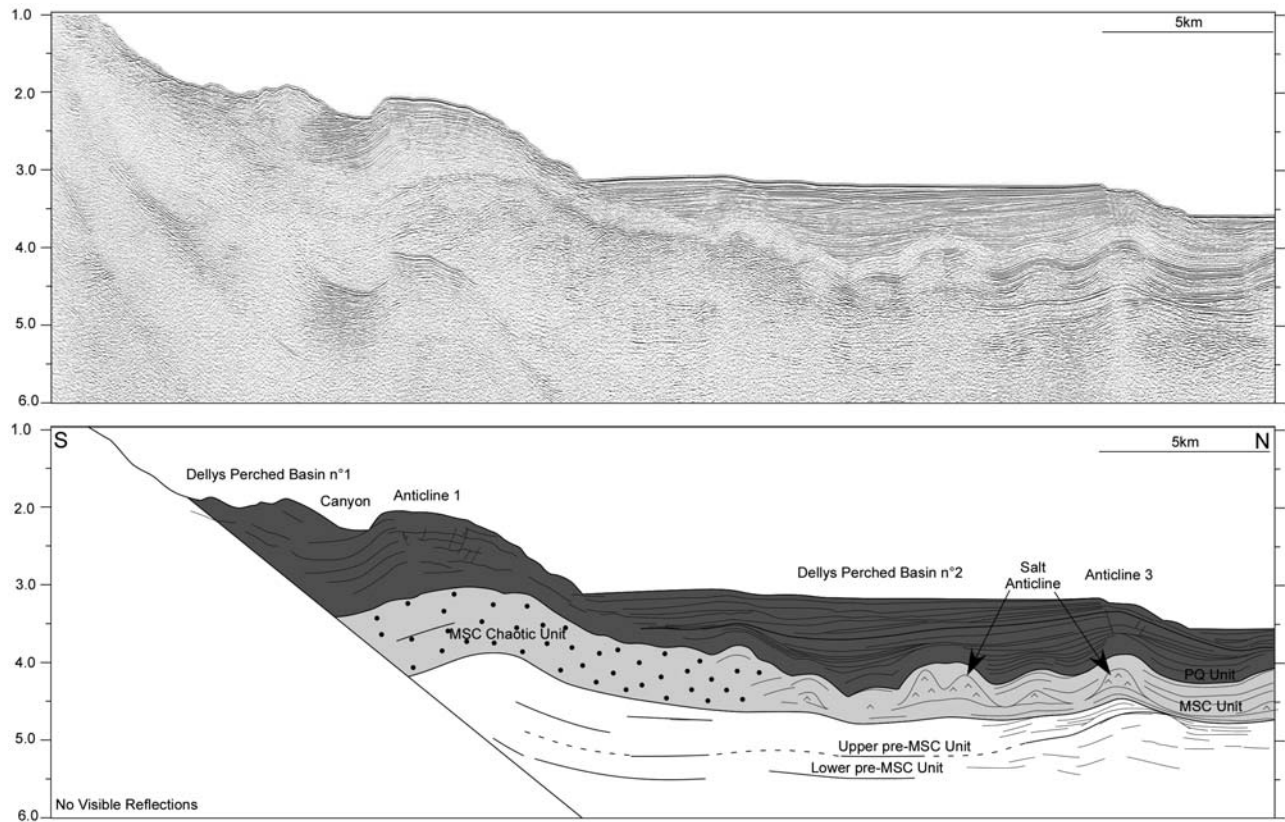 1.0
5km
2.0
3.0
4.0
5.0
6.0
1.0
S
N
5km
Dellys Perched Basin n°1
Canyon
Anticline 1
2.0
3.0
Dellys Perched Basin n°2
Salt
Anticline
Anticline 3
MSC Chaotic Unit
4.0
PQ Unit
MSC Unit
5.0
Upper pre-MSC Unit
Lower pre-MSC Unit
No Visible Reflections
6.0